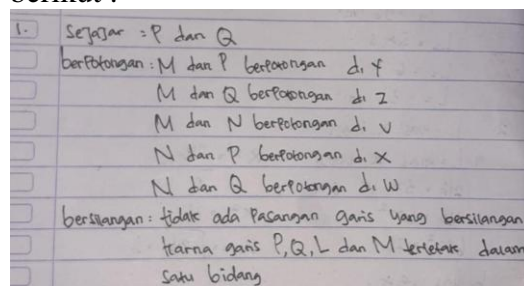 berikut :
1. Sejajar : P dan Q
berpotongan : M dan P berpotongan di Y
M dan Q berpotongan di Z
M dan N berpotongan di V
N dan P berpotongan di X
N dan Q berpotongan di W
bersilangan : tidak ada Pasangan garis yang bersilangan
karna garis P, Q, L dan M terletak dalam
satu bidang